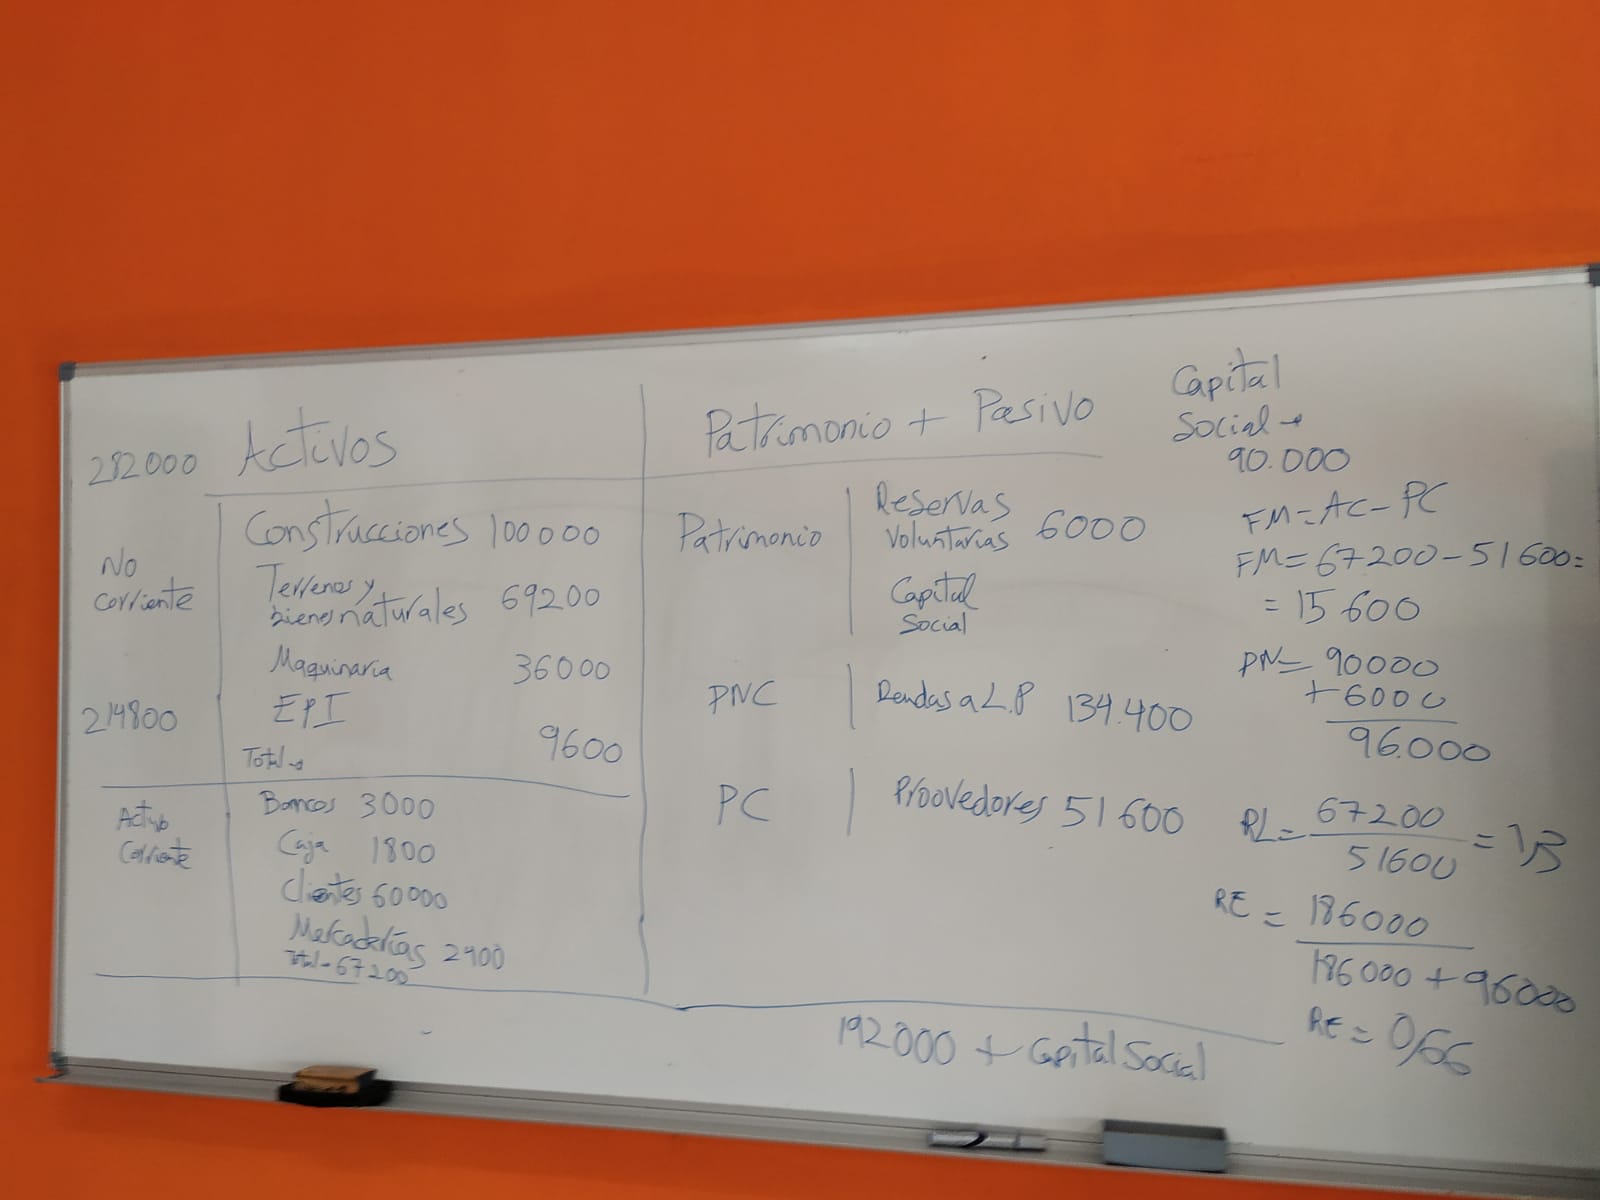 282000 Activos
No
corriente
214800
Construcciones 100000
Terrenos y
bienes naturales 69200
Maquinaria 36000
EPI
9600
Total →
Activo
Corriente
Bancos 3000
Caja 1800
Clientes 60000
Mercaderías 2400
Total → 67200
Patrimonio + Pasivo
Patrimonio
Reservas
Voluntarias 6000
Capital
Social
PNC
Deudas a L.P 134.400
PC
Proovedores 51600
192000 + Capital Social
Capital
Social →
90.000
FM = AC - PC
FM = 67200 - 51600 =
= 15600
PN = 90000
+ 6000
96.000
RL = 67200
51600
= 1,3
RE = 186000
186000 + 96000
RE = 0,66